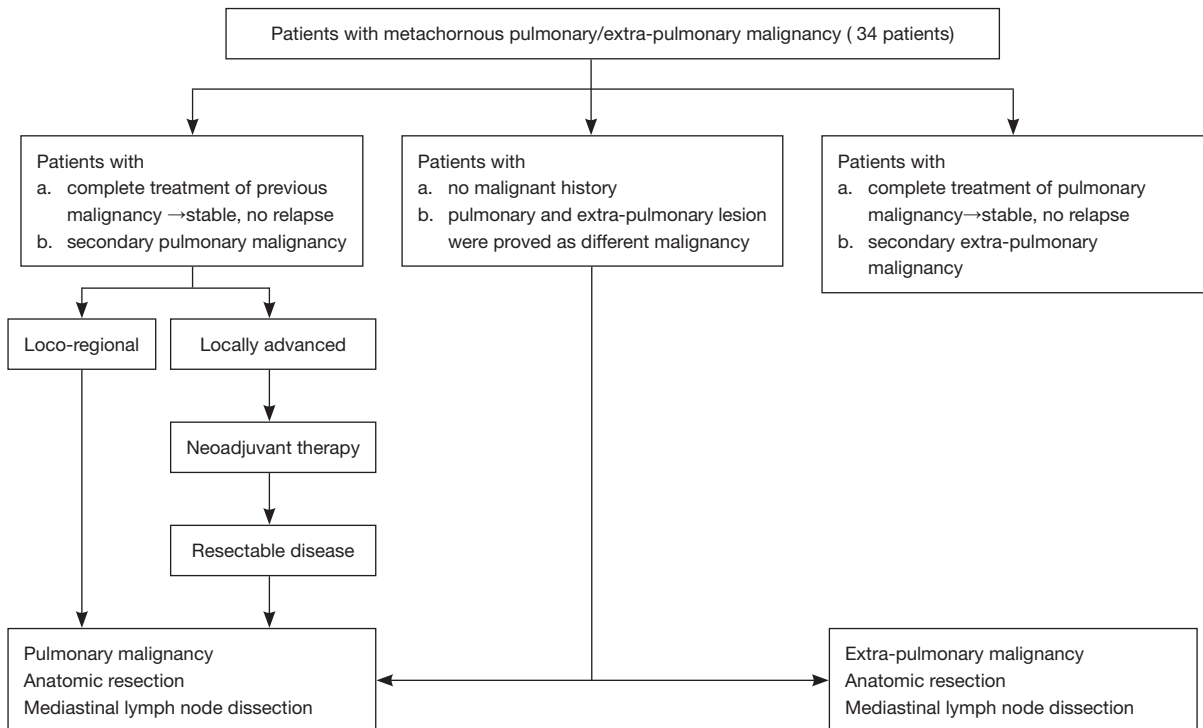 Patients with metachornous pulmonary/extra-pulmonary malignancy ( 34 patients)
Patients with
a. complete treatment of previous
malignancy →stable, no relapse
b. secondary pulmonary malignancy
Patients with
a. no malignant history
b. pulmonary and extra-pulmonary lesion
were proved as different malignancy
Patients with
a. complete treatment of pulmonary
malignancy→stable, no relapse
b. secondary extra-pulmonary
malignancy
Loco-regional
Locally advanced
Neoadjuvant therapy
Resectable disease
Pulmonary malignancy
Anatomic resection
Mediastinal lymph node dissection
Extra-pulmonary malignancy
Anatomic resection
Mediastinal lymph node dissection